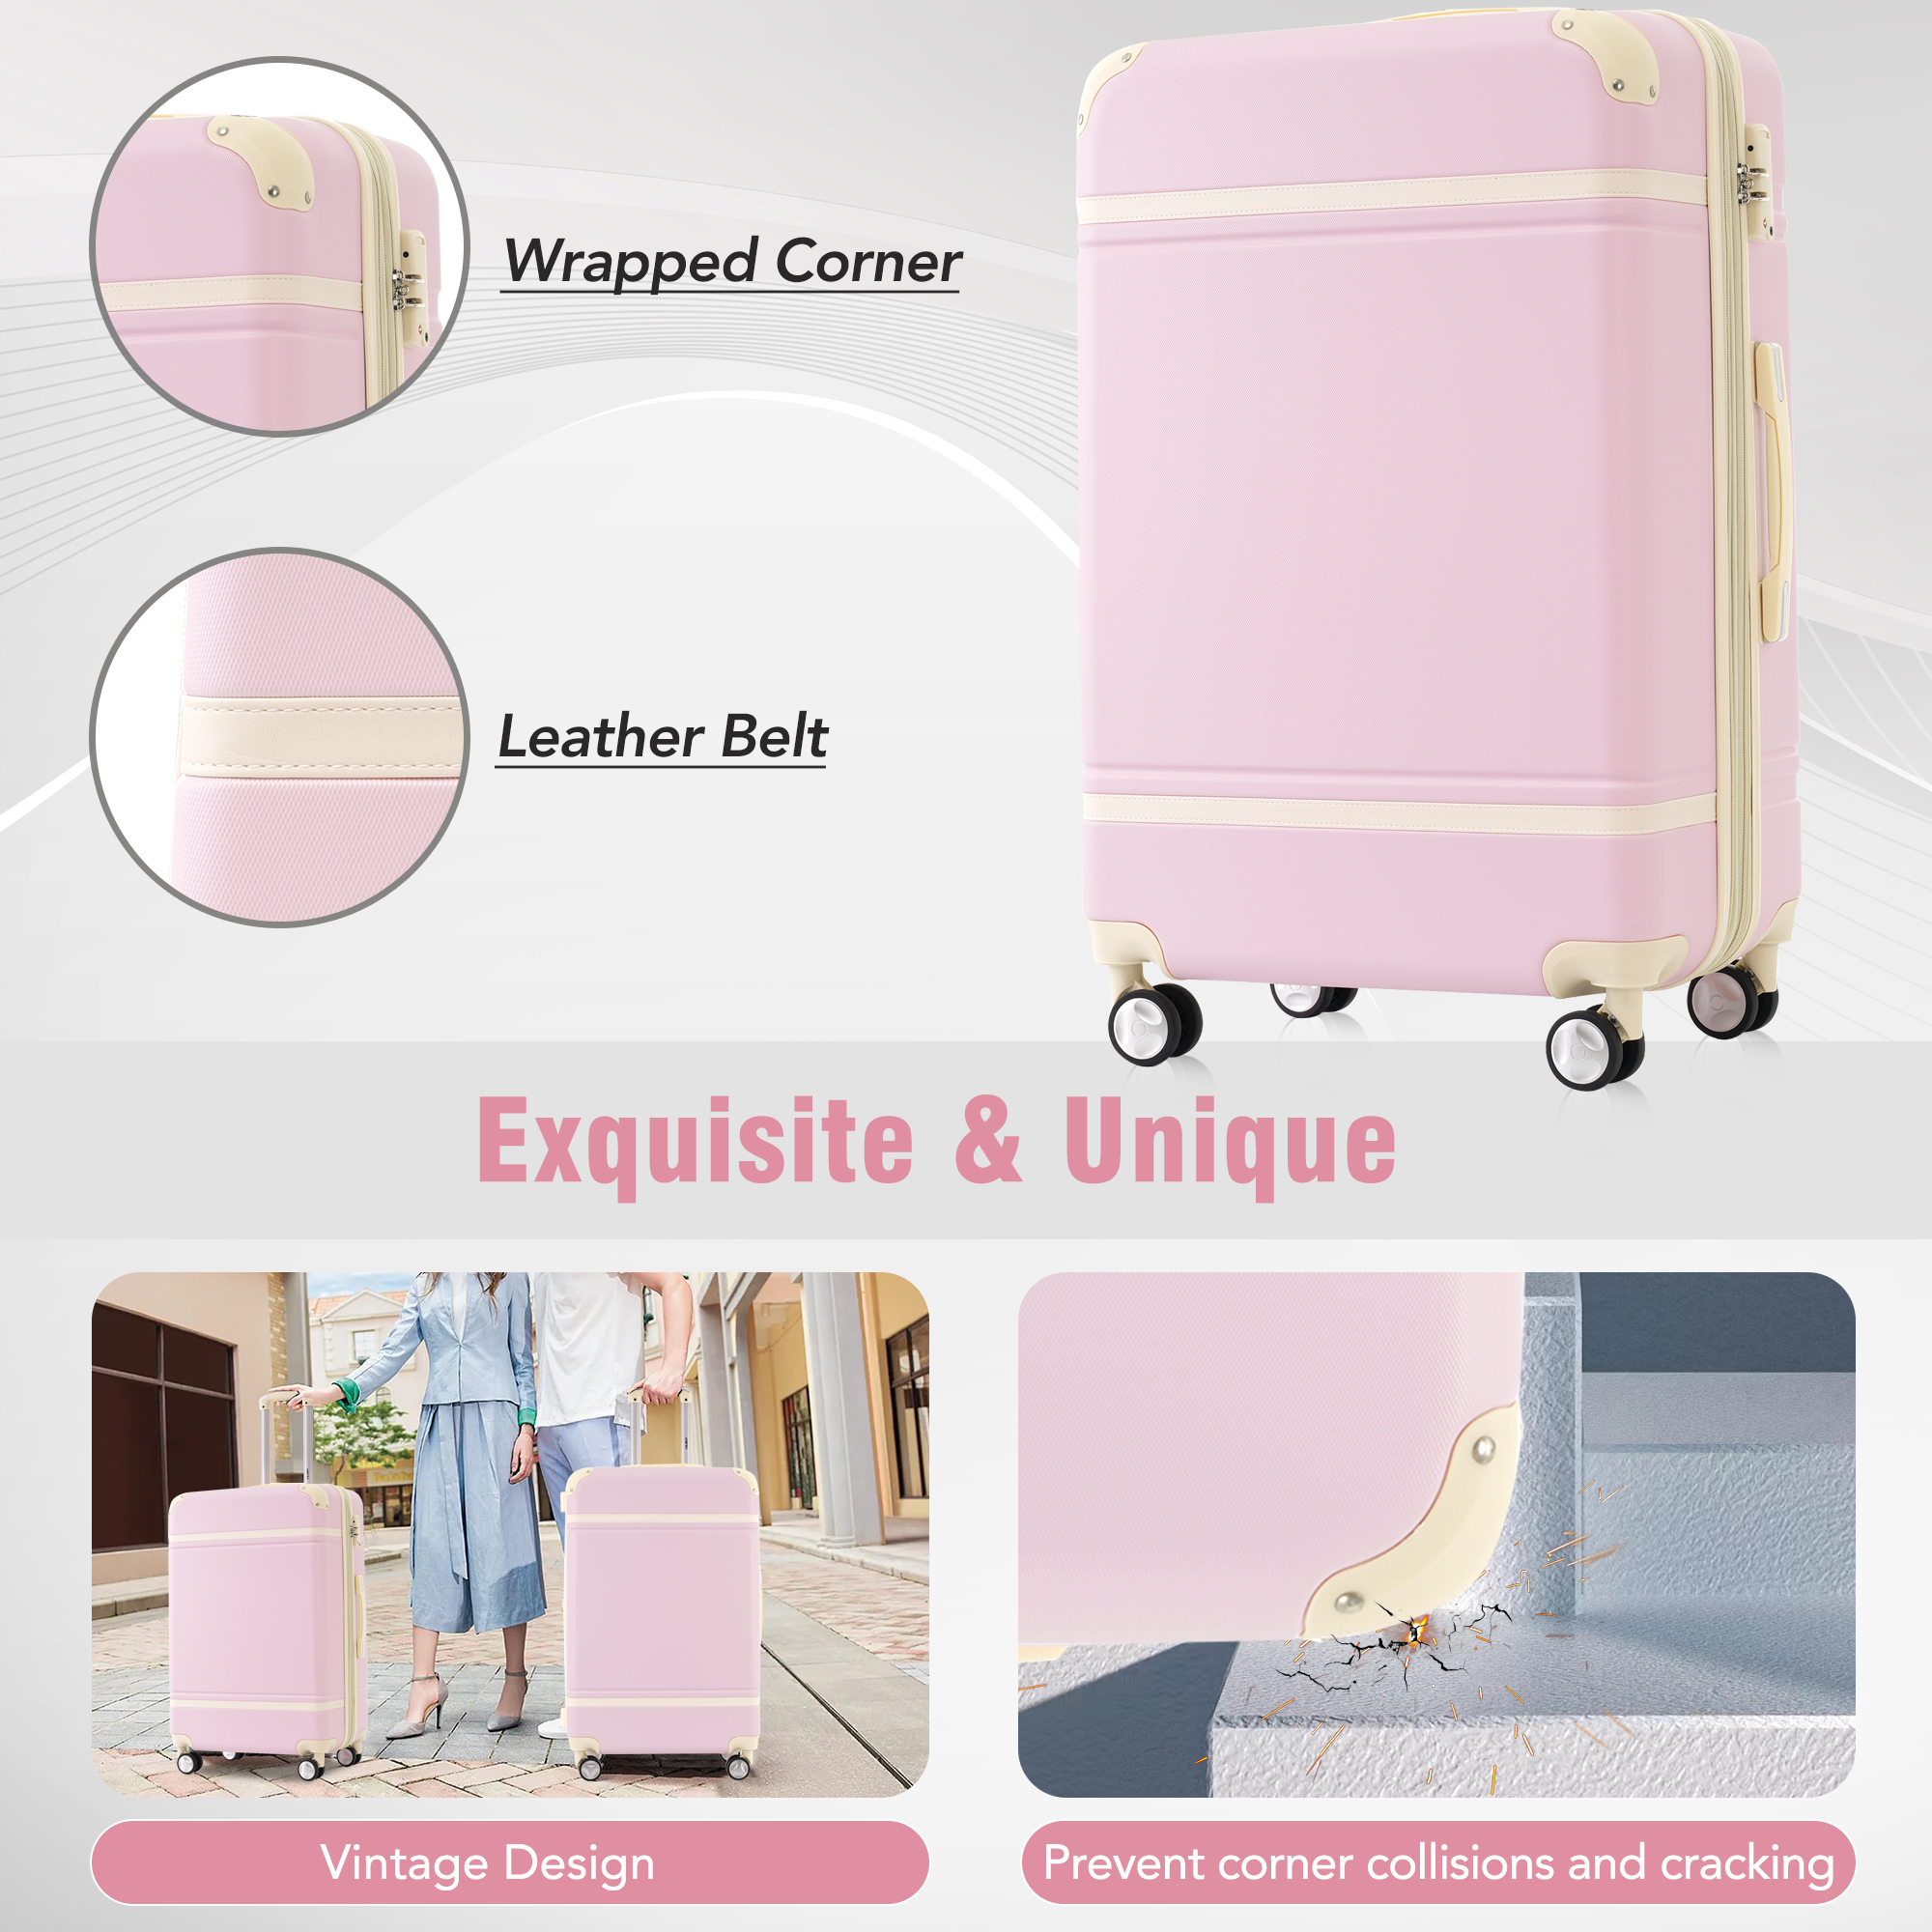 Wrapped Corner
Leather Belt
Exquisite & Unique
Vintage Design
Prevent corner collisions and cracking